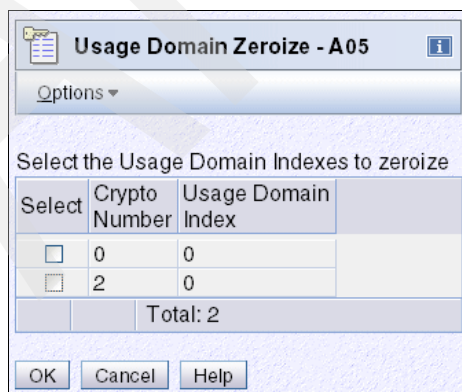 Usage Domain Zeroize - A05
Options
Select the Usage Domain Indexes to zeroize
Select Crypto Number Usage Domain Index
0 0
2 0
Total: 2
OK Cancel Help